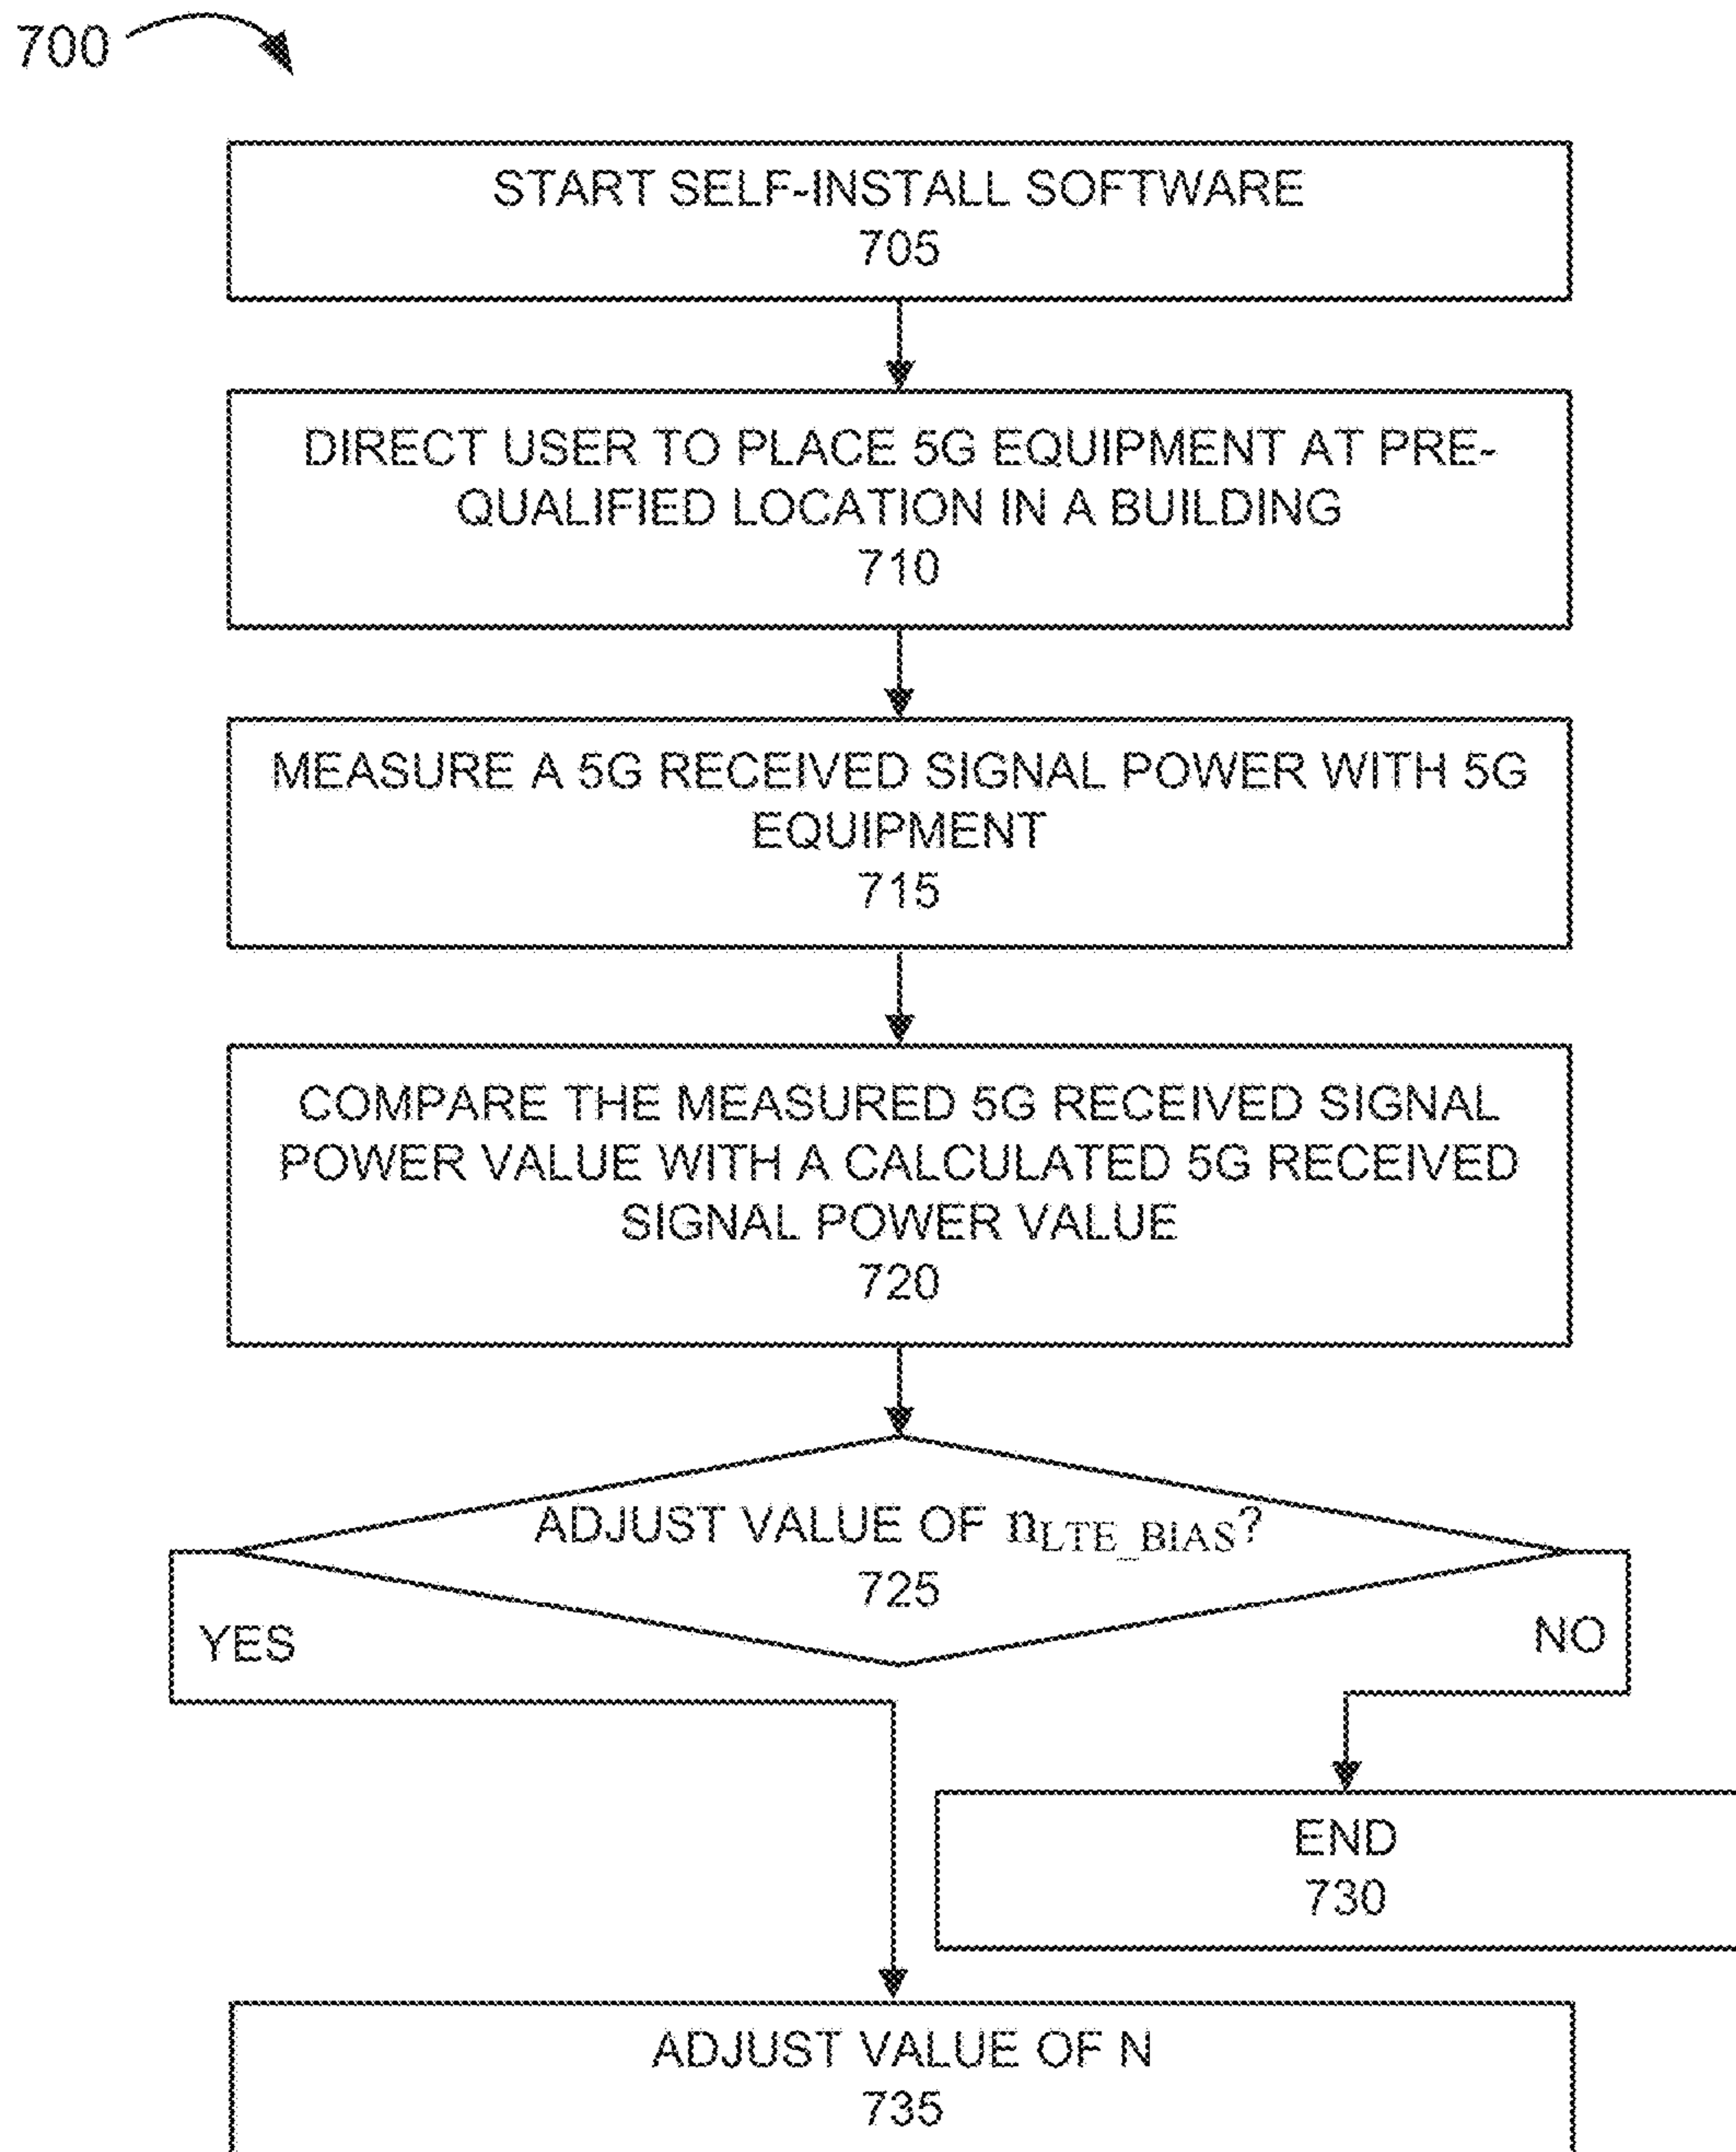 700
START SELF-INSTALL SOFTWARE
705
DIRECT USER TO PLACE 5G EQUIPMENT AT PRE-
QUALIFIED LOCATION IN A BUILDING
710
MEASURE A 5G RECEIVED SIGNAL POWER WITH 5G
EQUIPMENT
715
COMPARE THE MEASURED 5G RECEIVED SIGNAL
POWER VALUE WITH A CALCULATED 5G RECEIVED
SIGNAL POWER VALUE
720
ADJUST VALUE OF nLTE_BIAS?
725
YES
NO
END
730
ADJUST VALUE OF N
735